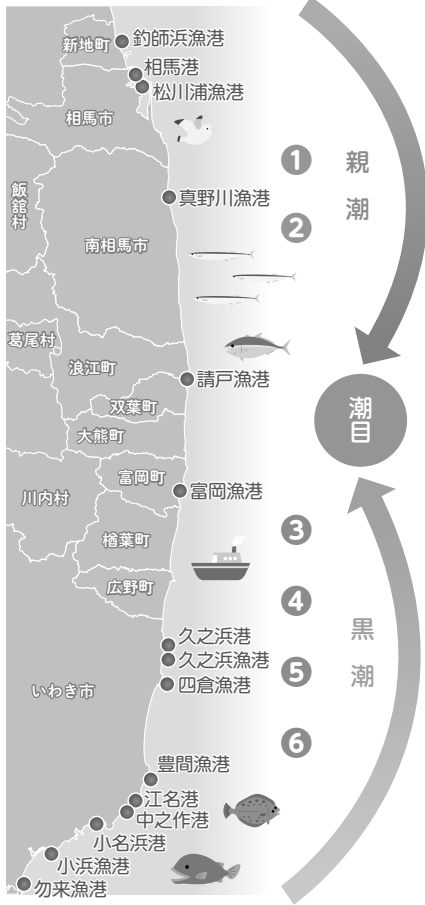 新地町
釣師浜漁港
相馬港
松川浦漁港
相馬市
❶
親潮
飯舘村
真野川漁港
❷
南相馬市
葛尾村
浪江町
請戸漁港
双葉町
潮目
大熊町
富岡町
富岡漁港
川内村
❸
楢葉町
広野町
❹
黒潮
久之浜港
久之浜漁港
❺
四倉漁港
いわき市
❻
豊間漁港
江名港
中之作港
小名浜港
小浜漁港
勿来漁港